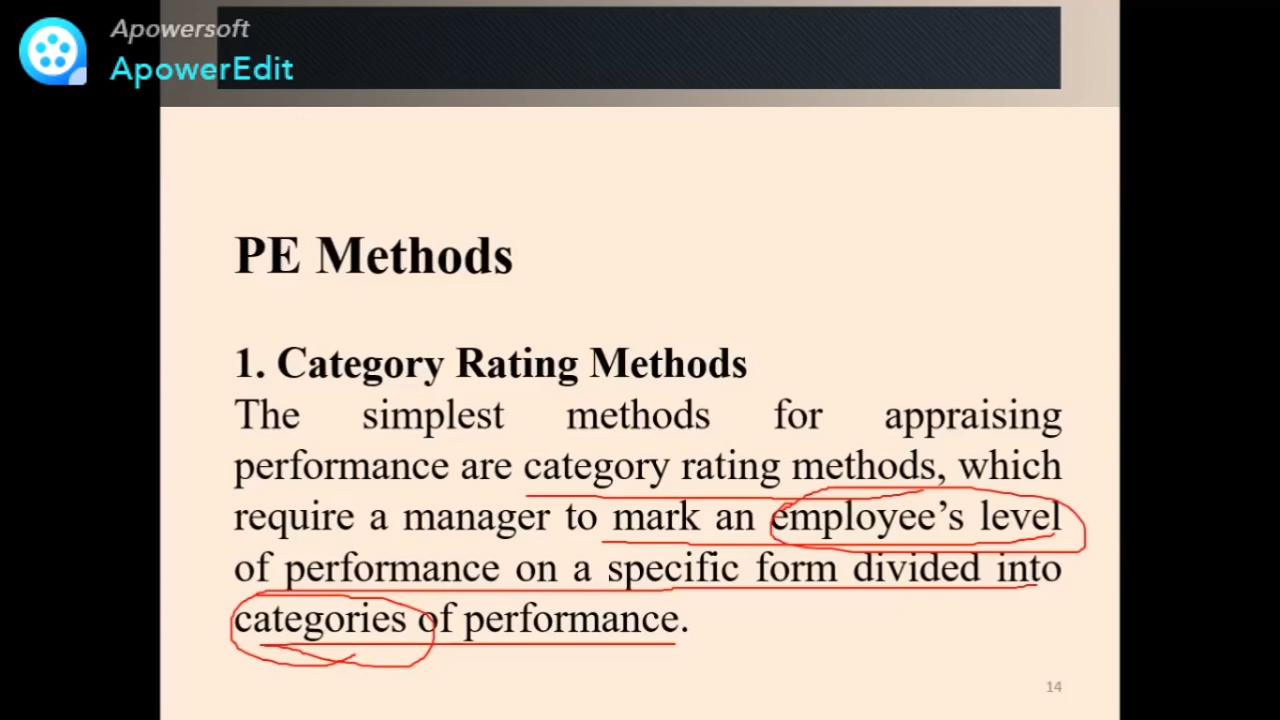 Apowersoft
ApowerEdit
PE Methods
1. Category Rating Methods
The simplest methods for appraising
performance are category rating methods, which
require a manager to mark an employee’s level
of performance on a specific form divided into
categories of performance.
14